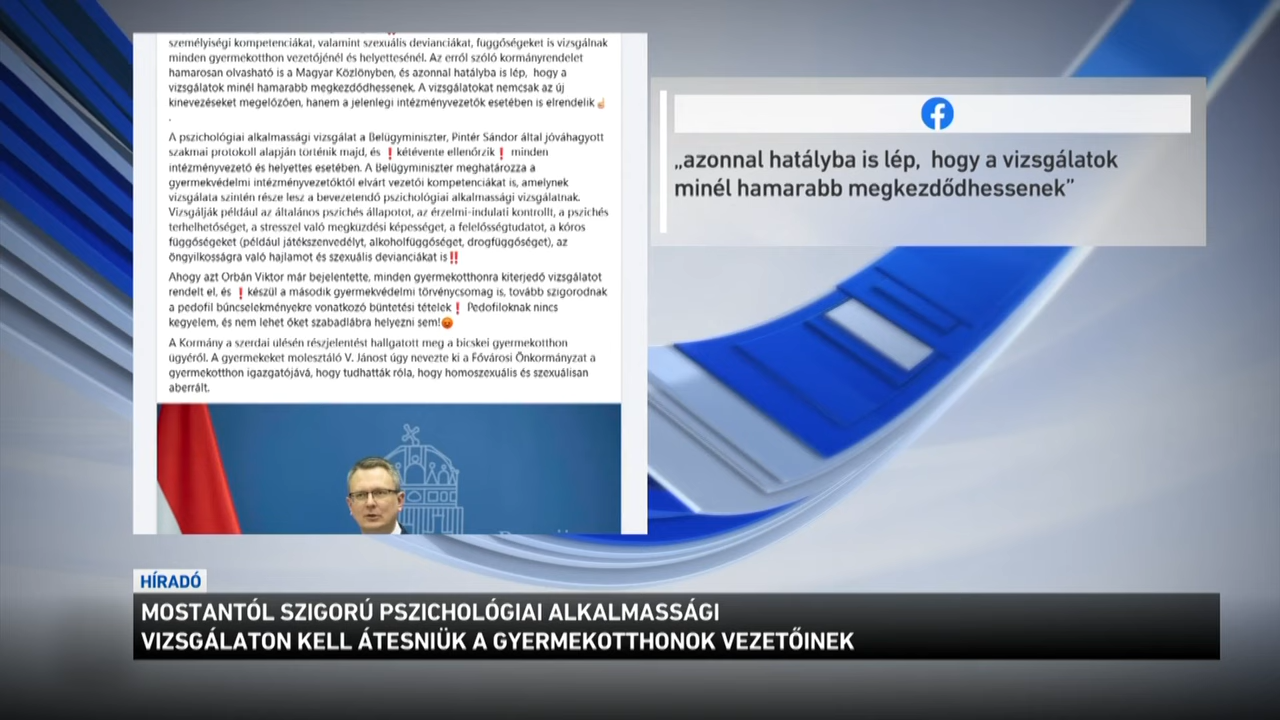 személyiségi kompetenciákat, valamint szexuális devianciákat, függőségeket is vizsgálnak
minden gyermekotthon vezetőjénél és helyettesénél. Az erről szóló kormányrendelet
hamarosan olvasható is a Magyar Közlönyben, és azonnal hatályba is lép, hogy a
vizsgálatok minél hamarabb megkezdődhessenek. A vizsgálatokat nemcsak az új
kinevezéseket megelőzően, hanem a jelenlegi intézményvezetők esetében is elrendelik☝🏻
.
A pszichológiai alkalmassági vizsgálat a Belügyminiszter, Pintér Sándor által jóváhagyott
szakmai protokoll alapján történik majd, és ❗kétévente ellenőrzik❗ minden
intézményvezető és helyettes esetében. A Belügyminiszter meghatározza a
gyermekvédelmi intézményvezetőktől elvárt vezetői kompetenciákat is, amelynek
vizsgálata szintén része lesz a bevezetendő pszichológiai alkalmassági vizsgálatnak.
Vizsgálják például az általános pszichés állapotot, az érzelmi-indulati kontrollt, a pszichés
terhelhetőséget, a stresszel való megküzdési képességet, a felelősségtudatot, a kóros
függőségeket (például játékszenvedélyt, alkoholfüggőséget, drogfüggőséget), az
öngyilkosságra való hajlamot és szexuális devianciákat is‼️
Ahogy azt Orbán Viktor már bejelentette, minden gyermekotthonra kiterjedő vizsgálatot
rendelt el, és ❗készül a második gyermekvédelmi törvénycsomag is, tovább szigorodnak
a pedofil bűncselekményekre vonatkozó büntetési tételek❗ Pedofiloknak nincs
kegyelem, és nem lehet őket szabadlábra helyezni sem!😡
A Kormány a szerdai ülésén részjelentést hallgatott meg a bicskei gyermekotthon
ügyéről. A gyermekeket molesztáló V. Jánost úgy nevezte ki a Fővárosi Önkormányzat a
gyermekotthon igazgatójává, hogy tudhatták róla, hogy homoszexuális és szexuálisan
aberrált.
„azonnal hatályba is lép, hogy a vizsgálatok
minél hamarabb megkezdődhessenek”
HÍRADÓ
MOSTANTÓL SZIGORÚ PSZICHOLÓGIAI ALKALMASSÁGI
VIZSGÁLATON KELL ÁTESNIÜK A GYERMEKOTTHONOK VEZETŐINEK